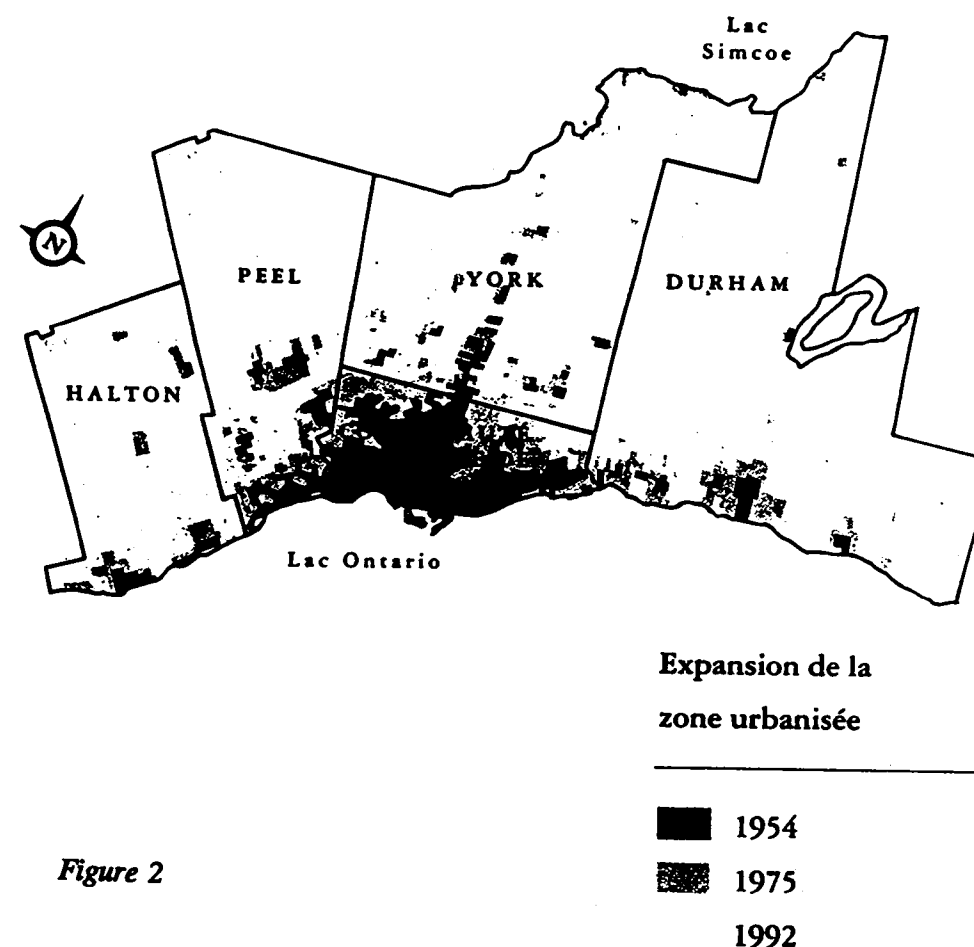 Lac
Simcoe
N
PEEL
YORK
DURHAM
HALTON
Lac Ontario
Expansion de la
zone urbanisée
1954
1975
1992
Figure 2